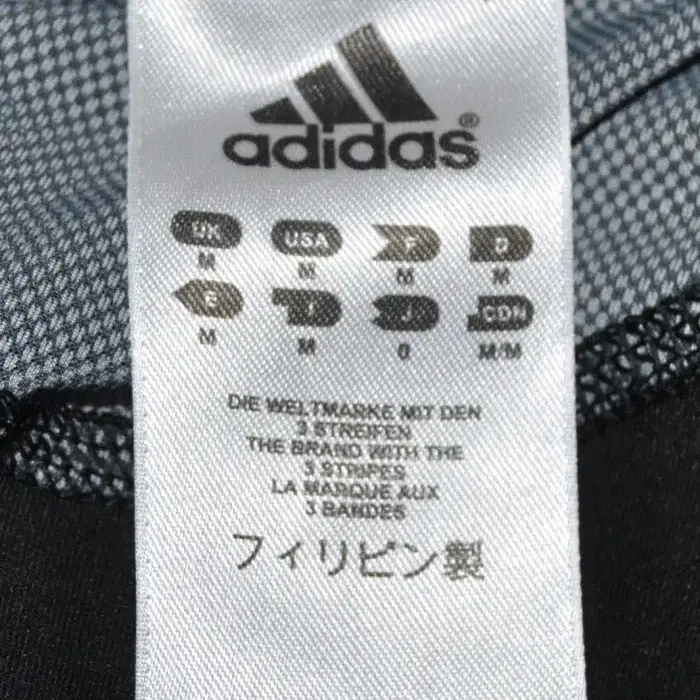 adidas®
UK USA F D
M M M M
E I J CDN
M M O M/M
DIE WELTMARKE MIT DEN
3 STREIFEN
THE BRAND WITH THE
3 STRIPES
LA MARQUE AUX
3 BANDES
フィリピン製